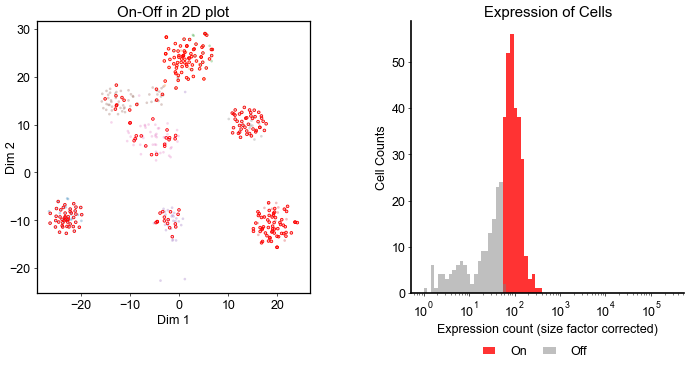 On-Off in 2D plot
30
20
10
0
−10
−20
Dim 2
−20
−10
0
10
20
Dim 1
Expression of Cells
50
40
30
20
10
0
Cell Counts
10⁰
10¹
10²
10³
10⁴
10⁵
Expression count (size factor corrected)
On
Off